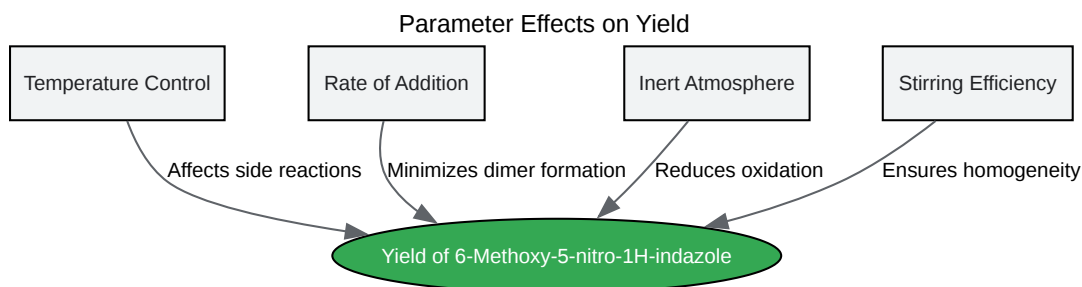 Parameter Effects on Yield
Temperature Control
Rate of Addition
Inert Atmosphere
Stirring Efficiency
Affects side reactions
Minimizes dimer formation
Reduces oxidation
Ensures homogeneity
Yield of 6-Methoxy-5-nitro-1H-indazole